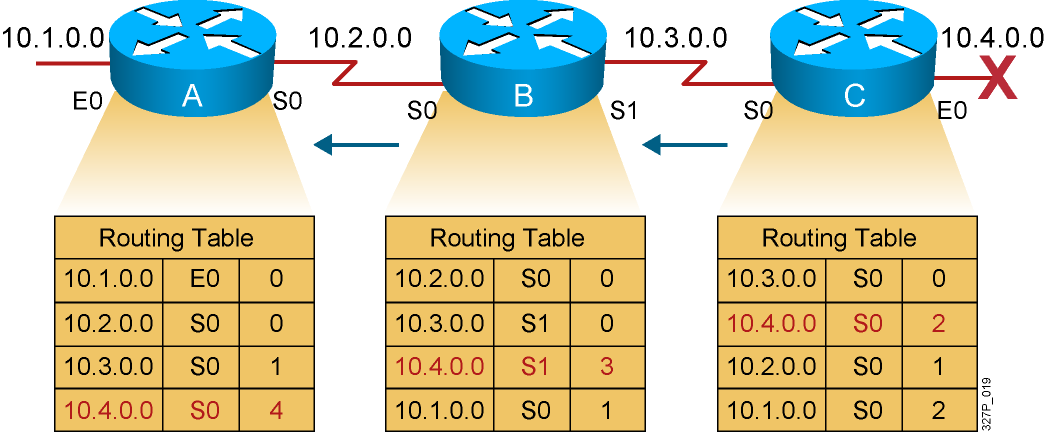 10.1.0.0 10.2.0.0 10.3.0.0 10.4.0.0
A B C X
E0 S0 S0 S1 S0 E0
Routing Table
10.1.0.0 E0 0
10.2.0.0 S0 0
10.3.0.0 S0 1
10.4.0.0 S0 4
Routing Table
10.2.0.0 S0 0
10.3.0.0 S1 0
10.4.0.0 S1 3
10.1.0.0 S0 1
Routing Table
10.3.0.0 S0 0
10.4.0.0 S0 2
10.2.0.0 S0 1
10.1.0.0 S0 2
327P_019